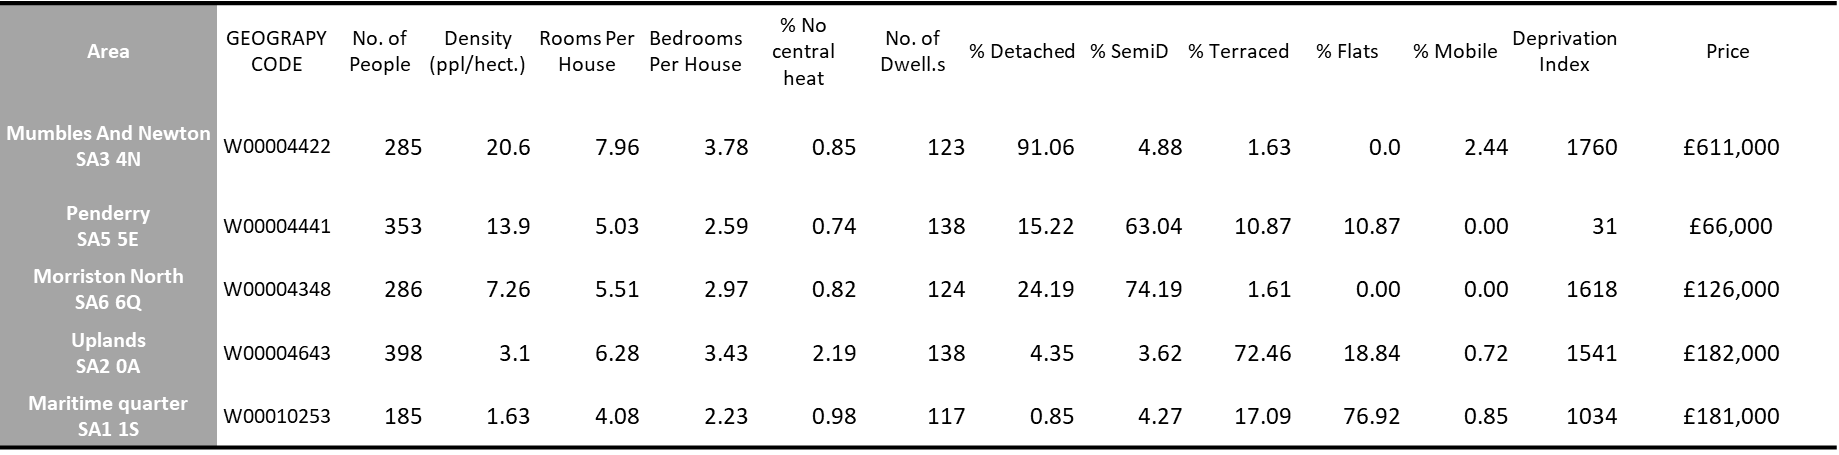 Area GEOGRAPY CODE No. of People Density (ppl/hect.) Rooms Per House Bedrooms Per House % No central heat No. of Dwell.s % Detached % SemiD % Terraced % Flats % Mobile Deprivation Index Price
Mumbles And Newton SA3 4N W00004422 285 20.6 7.96 3.78 0.85 123 91.06 4.88 1.63 0.0 2.44 1760 £611,000
Penderry SA5 5E W00004441 353 13.9 5.03 2.59 0.74 138 15.22 63.04 10.87 10.87 0.00 31 £66,000
Morriston North SA6 6Q W00004348 286 7.26 5.51 2.97 0.82 124 24.19 74.19 1.61 0.00 0.00 1618 £126,000
Uplands SA2 0A W00004643 398 3.1 6.28 3.43 2.19 138 4.35 3.62 72.46 18.84 0.72 1541 £182,000
Maritime quarter SA1 1S W00010253 185 1.63 4.08 2.23 0.98 117 0.85 4.27 17.09 76.92 0.85 1034 £181,000